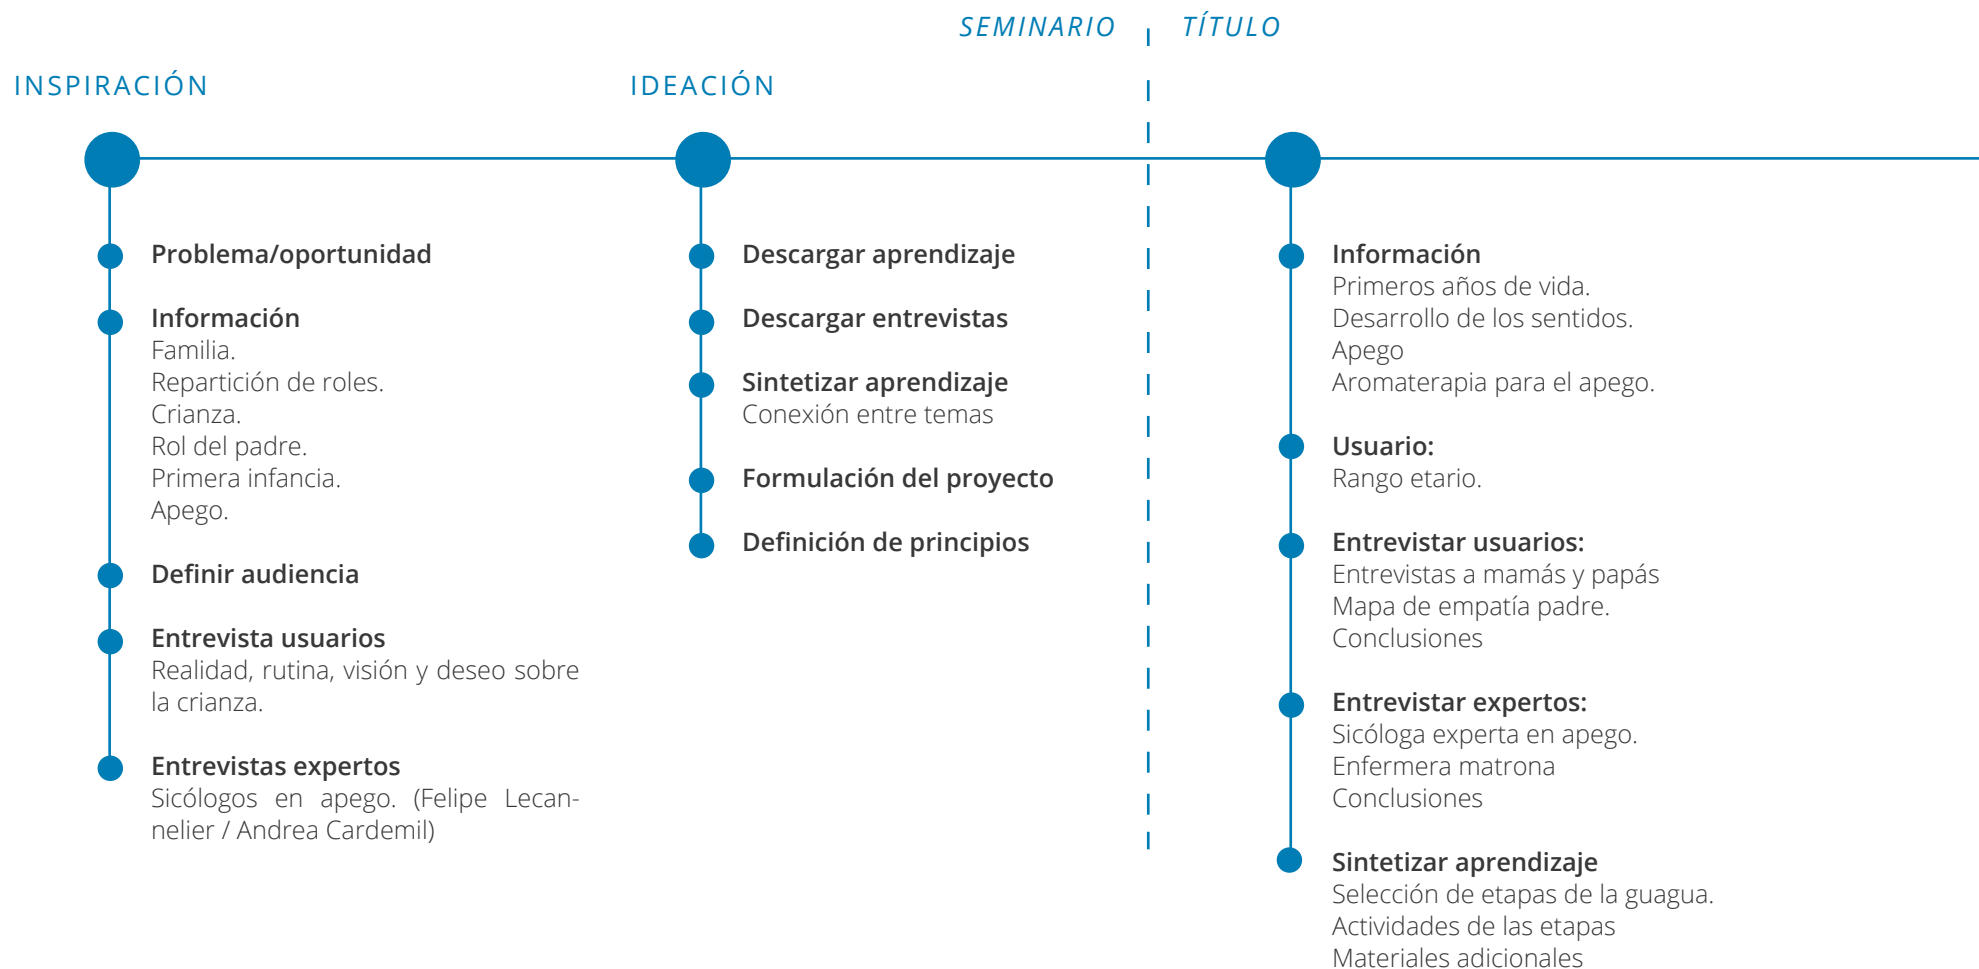 SEMINARIO
TÍTULO
INSPIRACIÓN
Problema/oportunidad
Información
Familia.
Repartición de roles.
Crianza.
Rol del padre.
Primera infancia.
Apego.
Definir audiencia
Entrevista usuarios
Realidad, rutina, visión y deseo sobre
la crianza.
Entrevistas expertos
Sicólogos en apego. (Felipe Lecan-
nelier / Andrea Cardemil)
IDEACIÓN
Descargar aprendizaje
Descargar entrevistas
Sintetizar aprendizaje
Conexión entre temas
Formulación del proyecto
Definición de principios
Información
Primeros años de vida.
Desarrollo de los sentidos.
Apego
Aromaterapia para el apego.
Usuario:
Rango etario.
Entrevistar usuarios:
Entrevistas a mamás y papás
Mapa de empatía padre.
Conclusiones
Entrevistar expertos:
Sicóloga experta en apego.
Enfermera matrona
Conclusiones
Sintetizar aprendizaje
Selección de etapas de la guagua.
Actividades de las etapas
Materiales adicionales